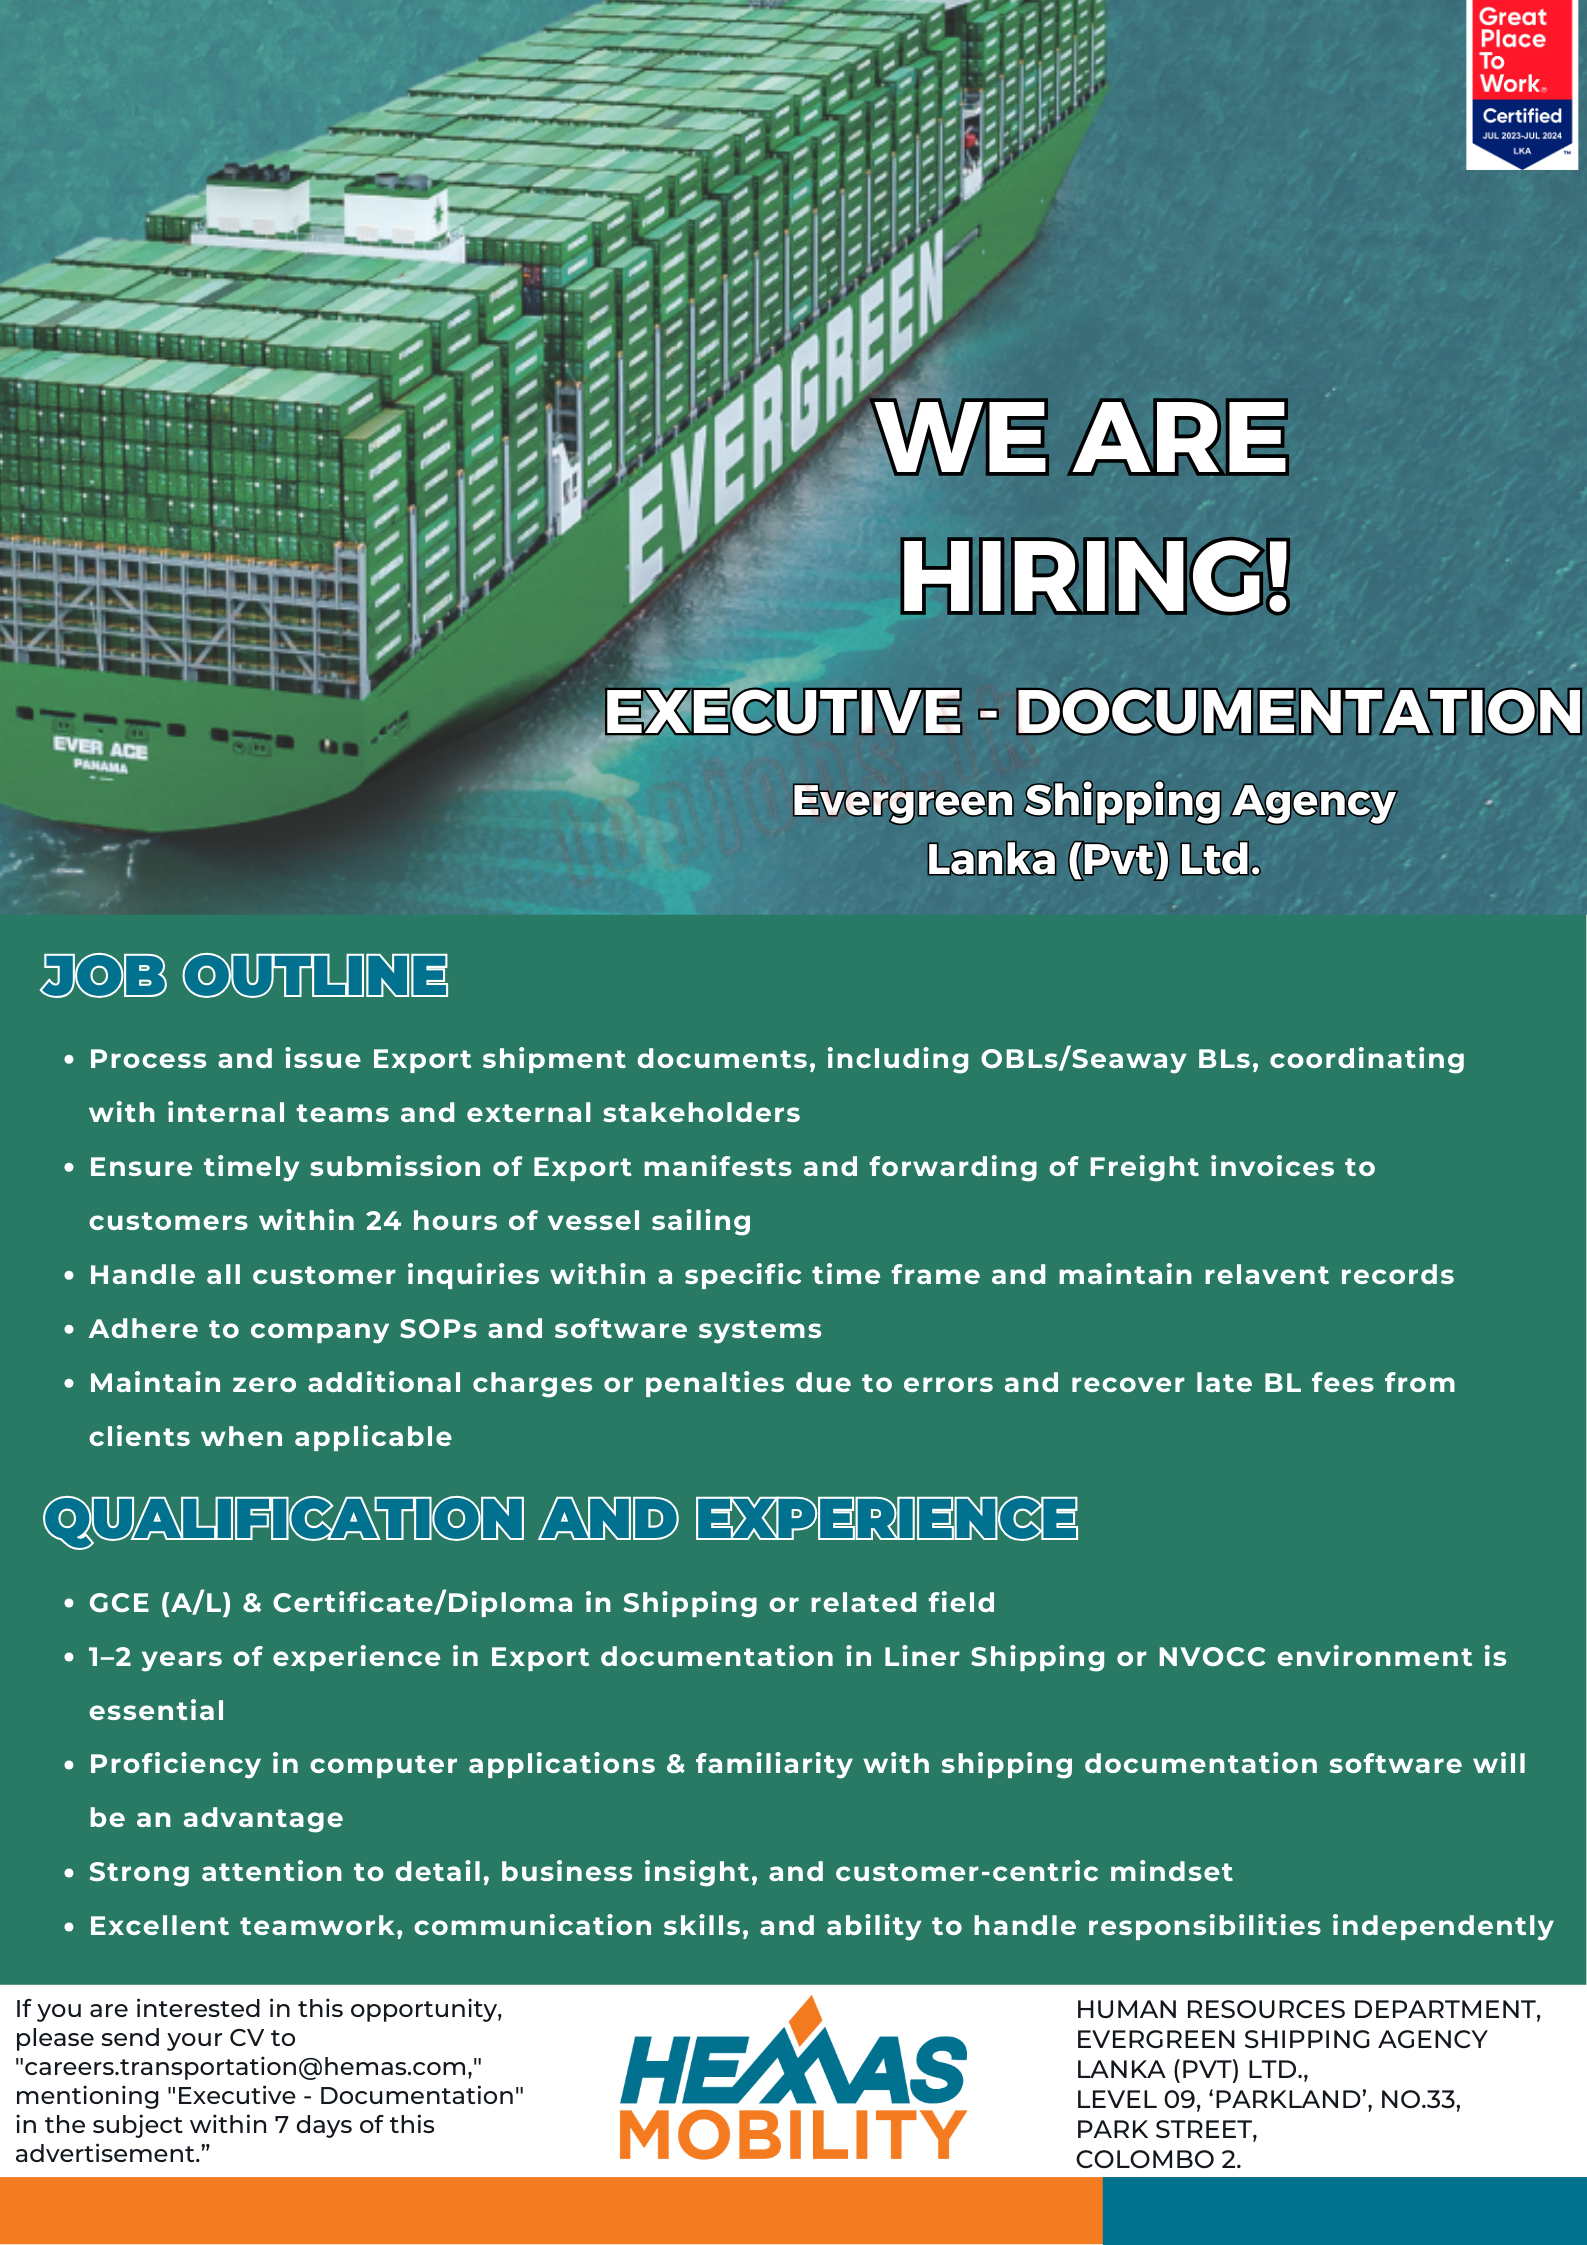 Great
Place
To
Work®
Certified
JUL 2023-JUL 2024
LKA
™
EVERGREEN
EVER ACE
PANAMA
WE ARE
HIRING!
EXECUTIVE - DOCUMENTATION
topjobs.lk
Evergreen Shipping Agency
Lanka (Pvt) Ltd.
JOB OUTLINE
• Process and issue Export shipment documents, including OBLs/Seaway BLs, coordinating
with internal teams and external stakeholders
• Ensure timely submission of Export manifests and forwarding of Freight invoices to
customers within 24 hours of vessel sailing
• Handle all customer inquiries within a specific time frame and maintain relavent records
• Adhere to company SOPs and software systems
• Maintain zero additional charges or penalties due to errors and recover late BL fees from
clients when applicable
QUALIFICATION AND EXPERIENCE
• GCE (A/L) & Certificate/Diploma in Shipping or related field
• 1–2 years of experience in Export documentation in Liner Shipping or NVOCC environment is
essential
• Proficiency in computer applications & familiarity with shipping documentation software will
be an advantage
• Strong attention to detail, business insight, and customer-centric mindset
• Excellent teamwork, communication skills, and ability to handle responsibilities independently
If you are interested in this opportunity,
please send your CV to
"careers.transportation@hemas.com,"
mentioning "Executive - Documentation"
in the subject within 7 days of this
advertisement.”
HEMAS
MOBILITY
HUMAN RESOURCES DEPARTMENT,
EVERGREEN SHIPPING AGENCY
LANKA (PVT) LTD.,
LEVEL 09, ‘PARKLAND’, NO.33,
PARK STREET,
COLOMBO 2.